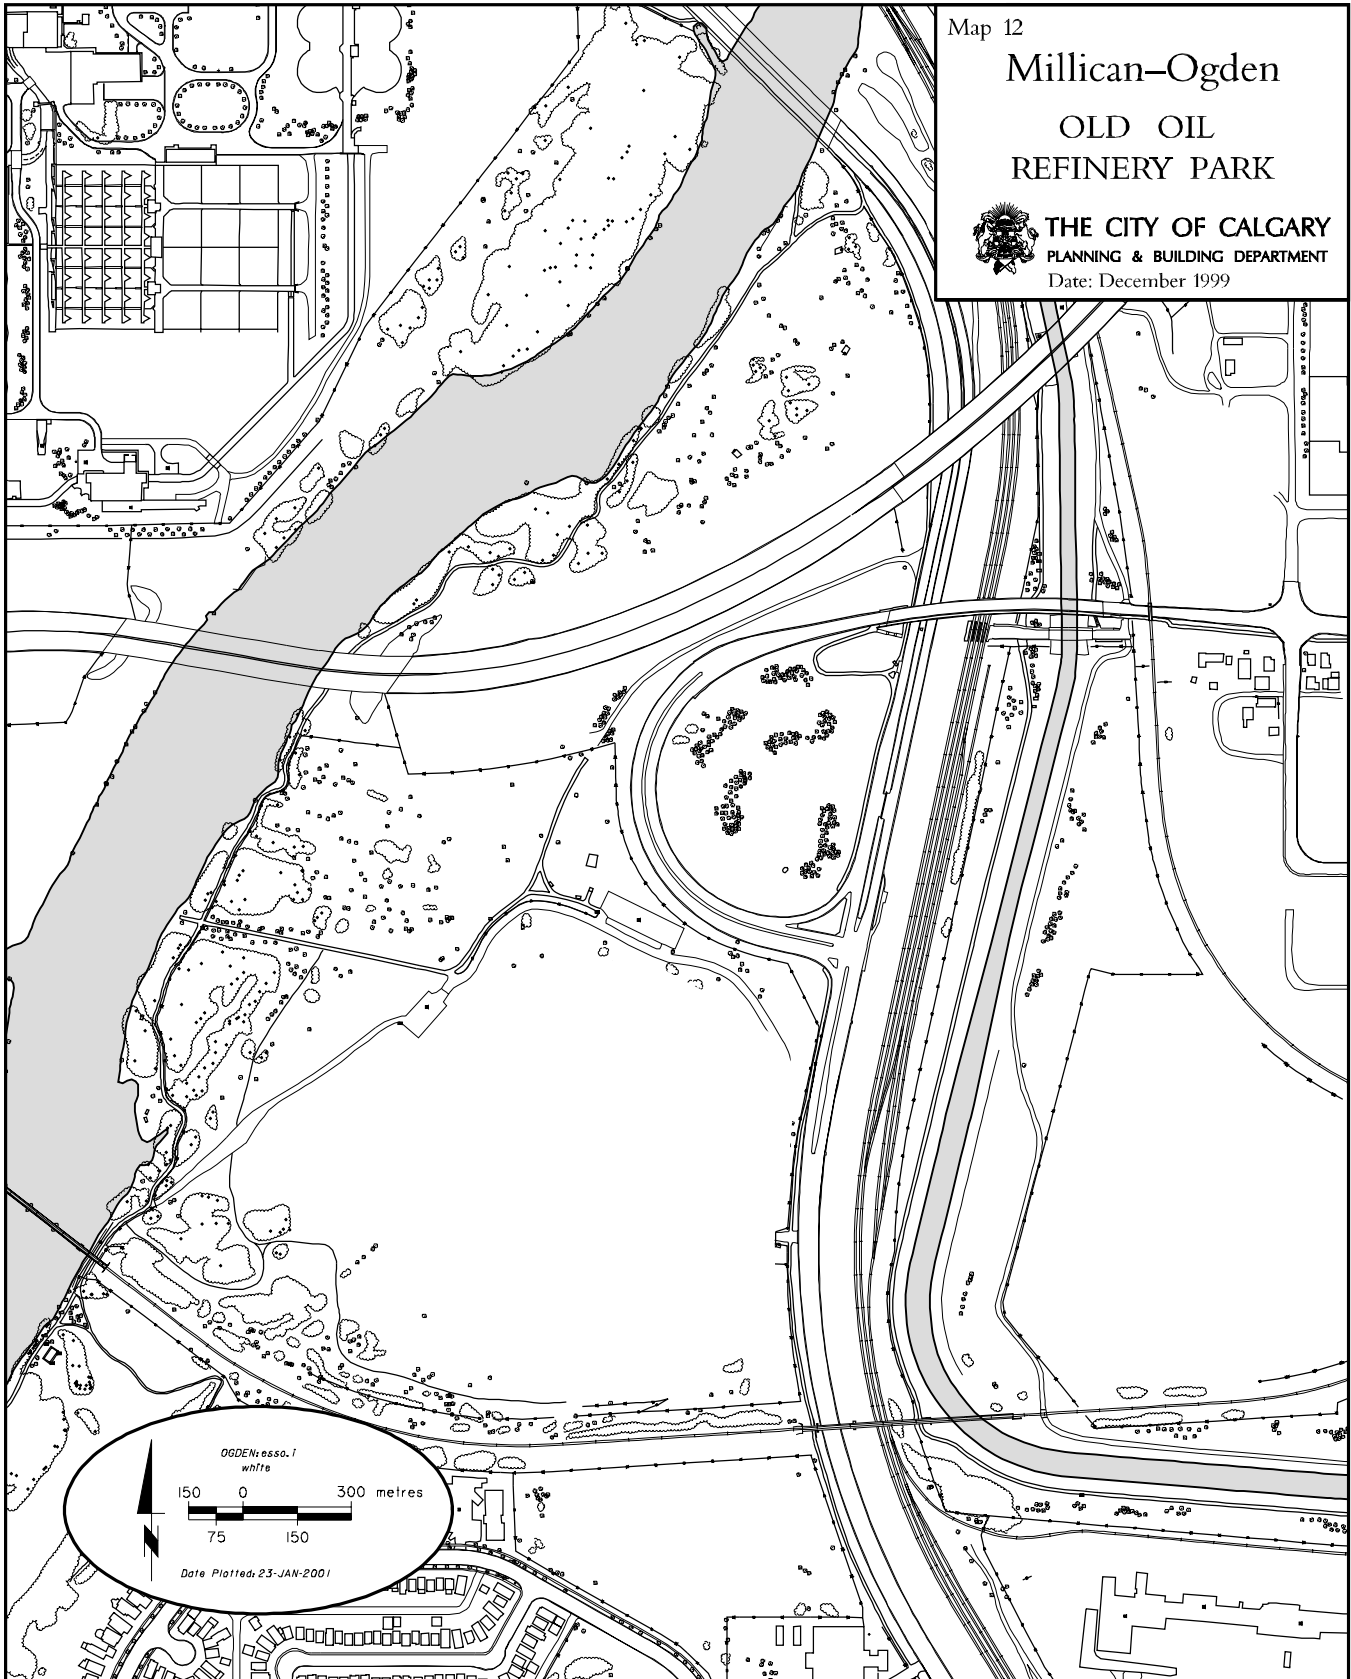 Map 12
Millican–Ogden
OLD OIL
REFINERY PARK
THE CITY OF CALGARY
PLANNING & BUILDING DEPARTMENT
Date: December 1999
OGDEN:esso.i
white
150 0 300 metres
75 150
Date Plotted: 23-JAN-2001